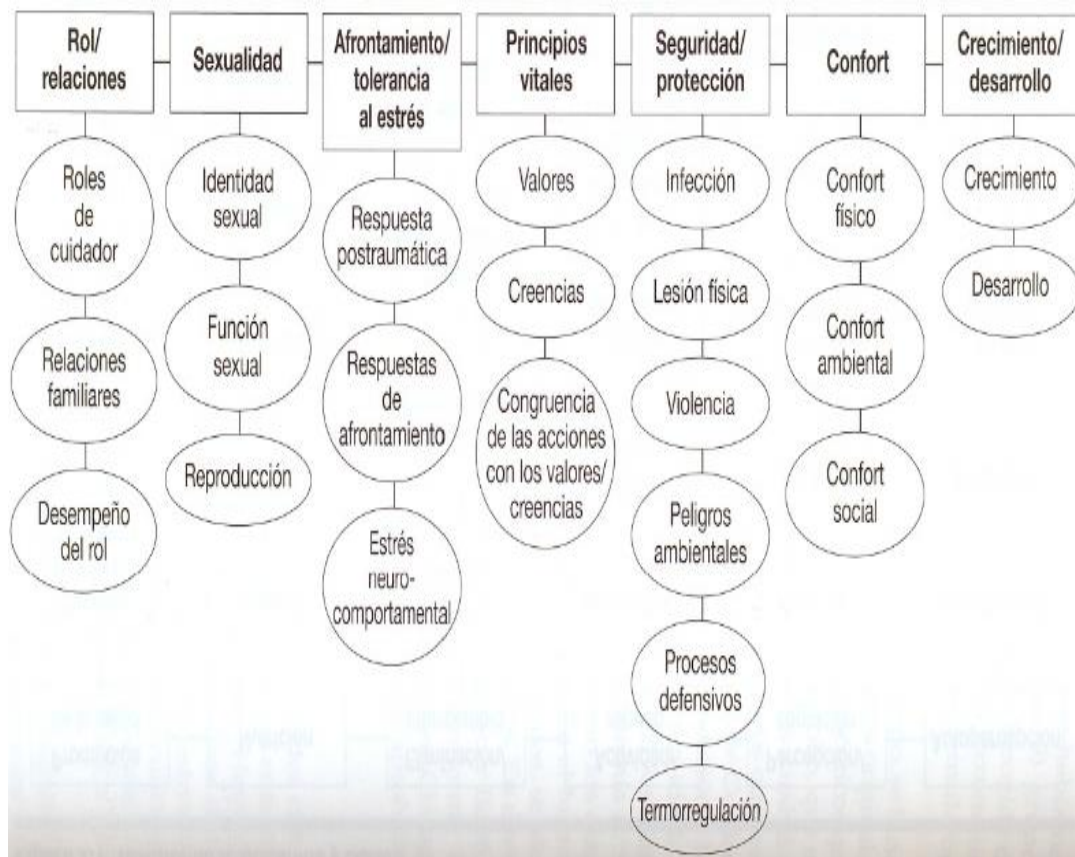 Rol/
relaciones
Roles
de
cuidador
Relaciones
familiares
Desempeño
del rol
Sexualidad
Identidad
sexual
Función
sexual
Reproducción
Afrontamiento/
tolerancia
al estrés
Respuesta
postraumática
Respuestas
de
afrontamiento
Estrés
neuro-
comportamental
Principios
vitales
Valores
Creencias
Congruencia
de las acciones
con los valores/
creencias
Seguridad/
protección
Infección
Lesión física
Violencia
Peligros
ambientales
Procesos
defensivos
Termorregulación
Confort
Confort
físico
Confort
ambiental
Confort
social
Crecimiento/
desarrollo
Crecimiento
Desarrollo